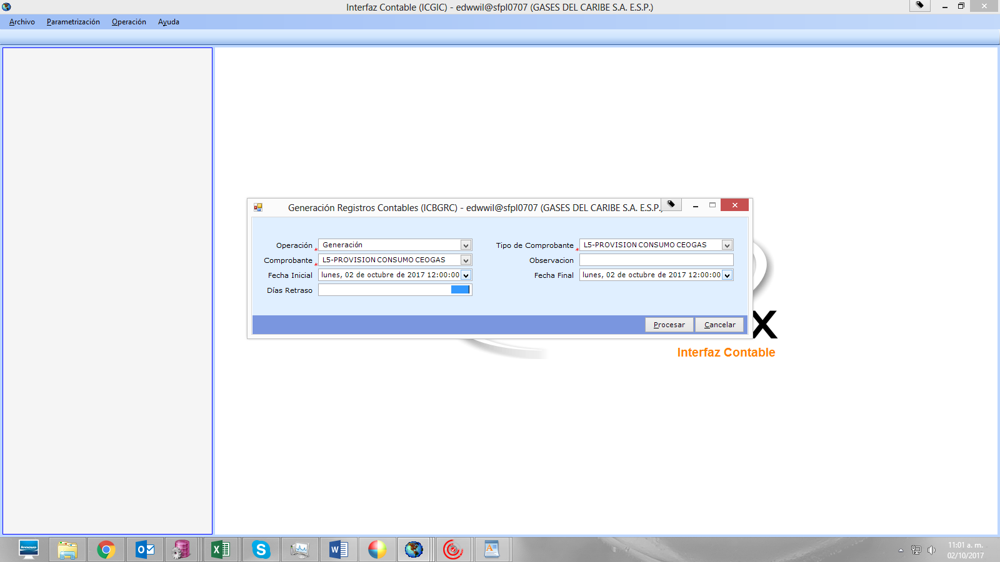 Interfaz Contable (ICGIC) - edwwil@sfpl0707 (GASES DEL CARIBE S.A. E.S.P.)
Archivo Parametrización Operación Ayuda
Generación Registros Contables (ICBGRC) - edwwil@sfpl0707 (GASES DEL CARIBE S.A. E.S.P.)
Operación * Generación Tipo de Comprobante * L5-PROVISION CONSUMO CEOGAS
Comprobante * L5-PROVISION CONSUMO CEOGAS Observacion
Fecha Inicial lunes, 02 de octubre de 2017 12:00:00 Fecha Final lunes, 02 de octubre de 2017 12:00:00
Días Retraso
Procesar Cancelar
X
Interfaz Contable
lenovo
11:01 a. m.
02/10/2017